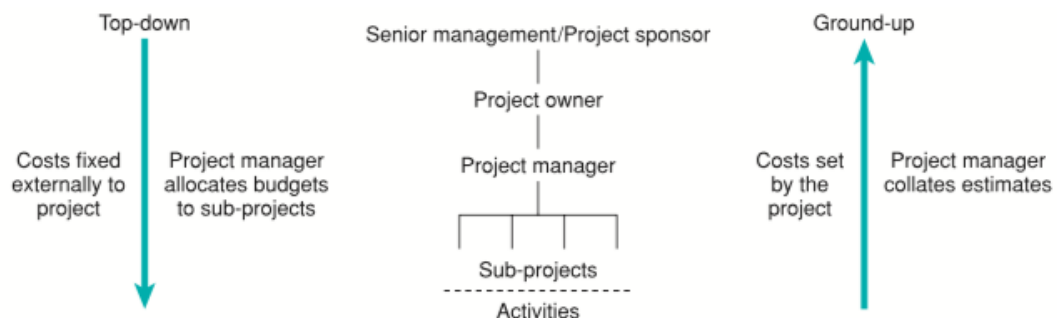 Top-down
Costs fixed
externally to
project
Project manager
allocates budgets
to sub-projects
Senior management/Project sponsor
Project owner
Project manager
Sub-projects
Activities
Ground-up
Costs set
by the
project
Project manager
collates estimates